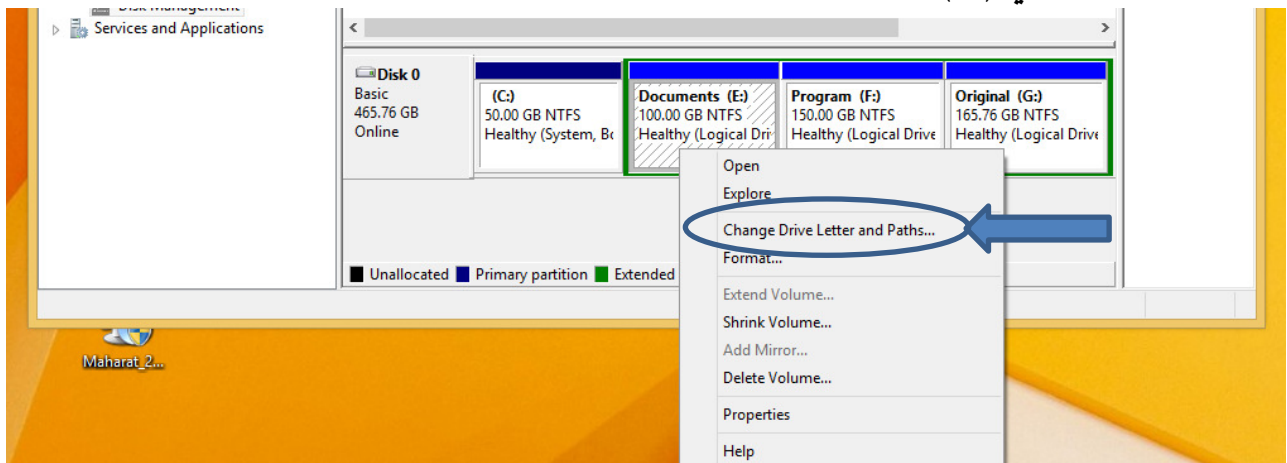 Disk Management
Services and Applications
Disk 0
Basic
465.76 GB
Online
(C:)
50.00 GB NTFS
Healthy (System, Bo
Documents (E:)
100.00 GB NTFS
Healthy (Logical Dri
Program (F:)
150.00 GB NTFS
Healthy (Logical Drive
Original (G:)
165.76 GB NTFS
Healthy (Logical Drive
Open
Explore
Change Drive Letter and Paths...
Format...
Extend Volume...
Shrink Volume...
Add Mirror...
Delete Volume...
Properties
Help
Unallocated Primary partition Extended
Maharat_2...